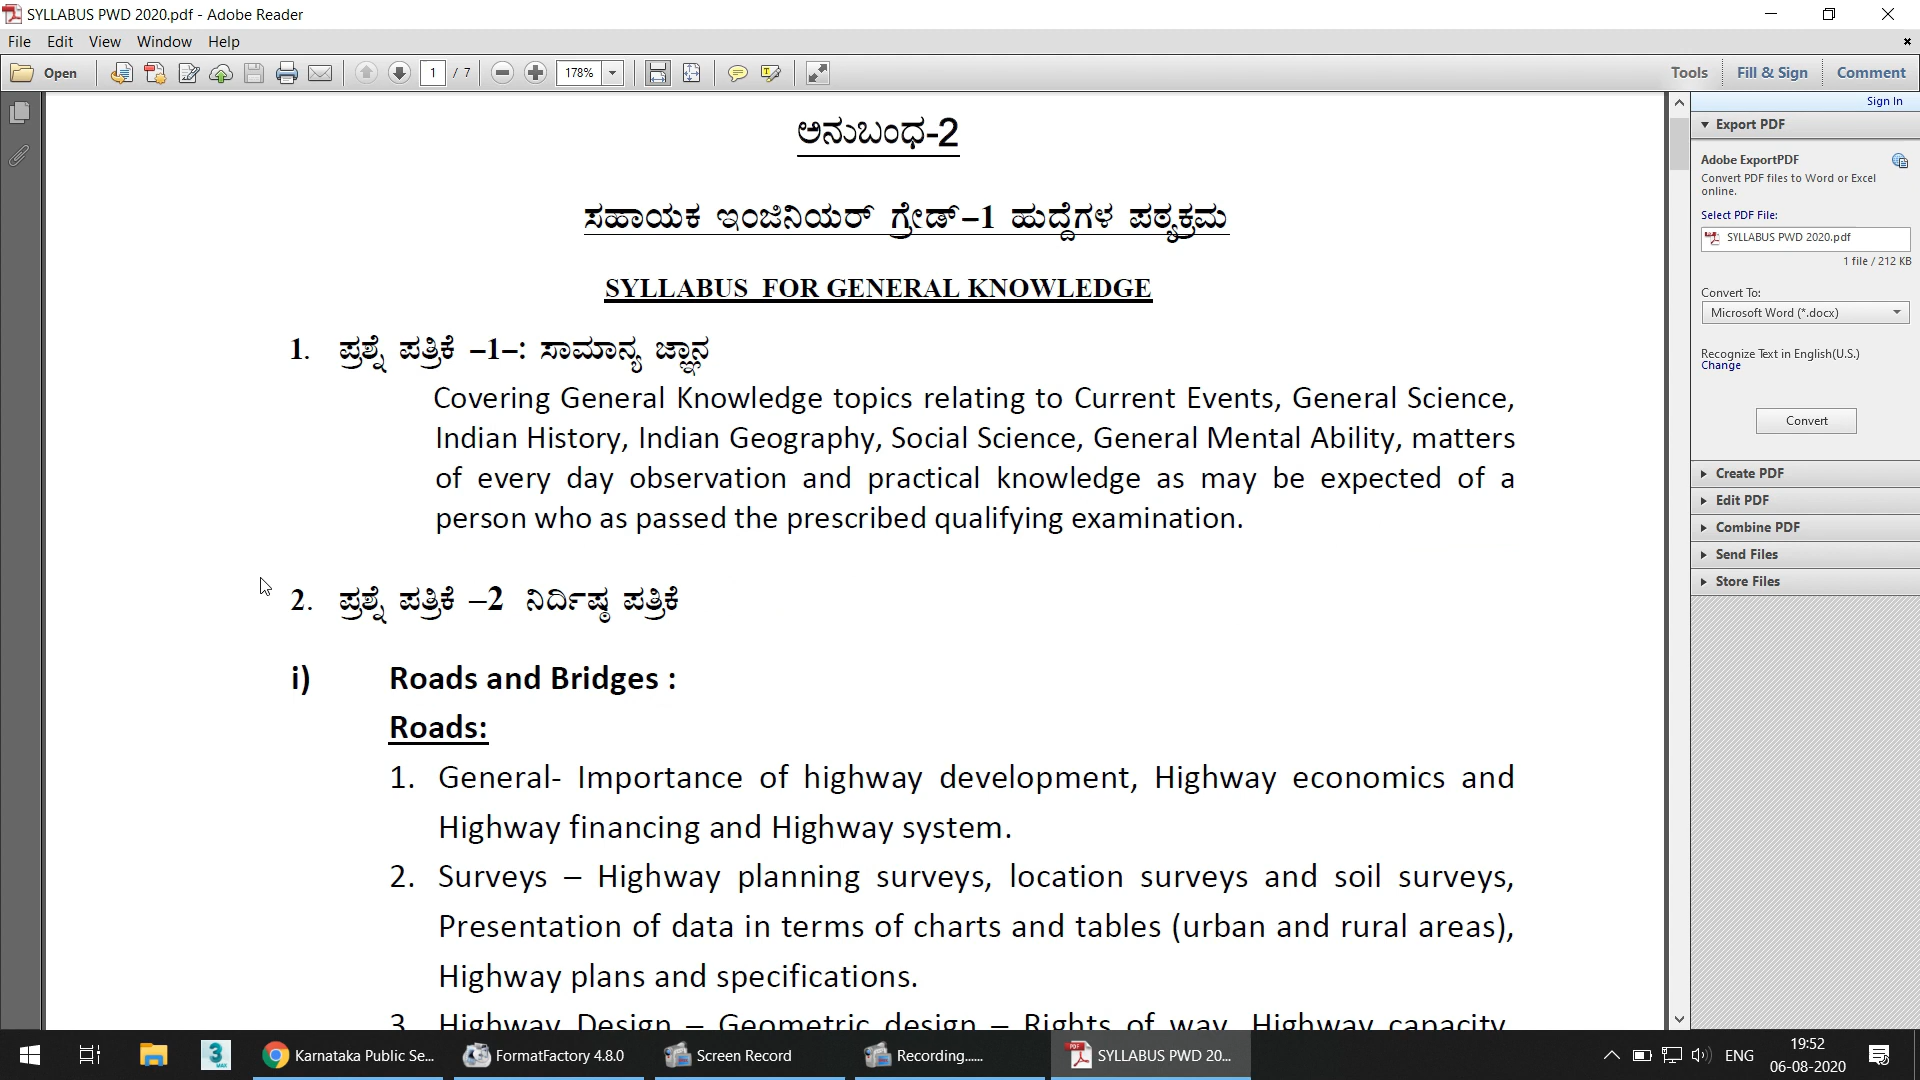 SYLLABUS PWD 2020.pdf - Adobe Reader
File Edit View Window Help
Open 1 / 7 178% Tools Fill & Sign Comment
Sign In
Export PDF
Adobe ExportPDF
Convert PDF files to Word or Excel
online.
Select PDF File:
SYLLABUS PWD 2020.pdf
1 file / 212 KB
Convert To:
Microsoft Word (*.docx)
Recognize Text in English(U.S.)
Change
Convert
Create PDF
Edit PDF
Combine PDF
Send Files
Store Files
ಅನುಬಂಧ-2
ಸಹಾಯಕ ಇಂಜಿನಿಯರ್ ಗ್ರೇಡ್–1 ಹುದ್ದೆಗಳ ಪಠ್ಯಕ್ರಮ
SYLLABUS FOR GENERAL KNOWLEDGE
1. ಪ್ರಶ್ನೆ ಪತ್ರಿಕೆ –1–: ಸಾಮಾನ್ಯ ಜ್ಞಾನ
Covering General Knowledge topics relating to Current Events, General Science,
Indian History, Indian Geography, Social Science, General Mental Ability, matters
of every day observation and practical knowledge as may be expected of a
person who as passed the prescribed qualifying examination.
2. ಪ್ರಶ್ನೆ ಪತ್ರಿಕೆ –2 ನಿರ್ದಿಷ್ಠ ಪತ್ರಿಕೆ
i) Roads and Bridges :
Roads:
1. General- Importance of highway development, Highway economics and
Highway financing and Highway system.
2. Surveys – Highway planning surveys, location surveys and soil surveys,
Presentation of data in terms of charts and tables (urban and rural areas),
Highway plans and specifications.
3 Highway Design – Geometric design – Rights of way, Highway capacity,
Karnataka Public Se... FormatFactory 4.8.0 Screen Record Recording...... SYLLABUS PWD 20... ENG 19:52
06-08-2020